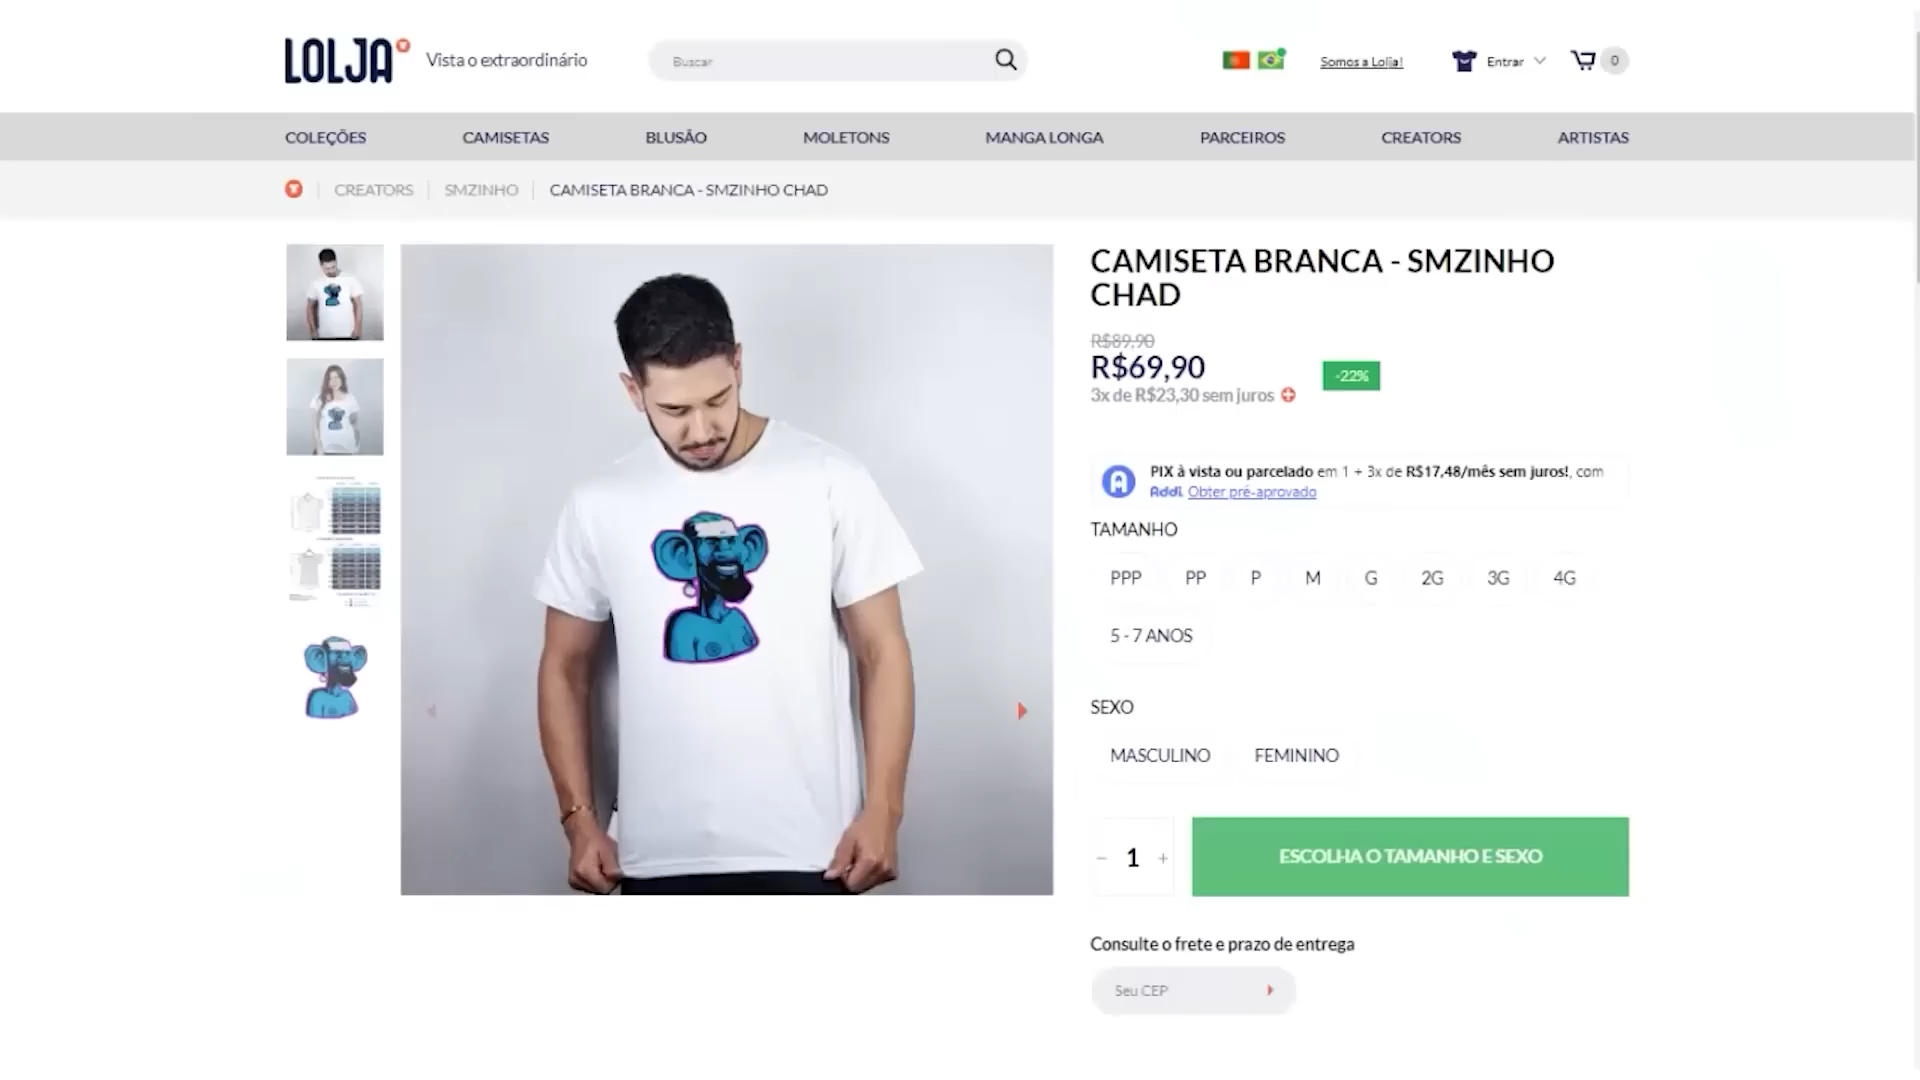 LOLJA
Vista o extraordinário
Buscar
Somos a Lolja!
Entrar
0
COLEÇÕES
CAMISETAS
BLUSÃO
MOLETONS
MANGA LONGA
PARCEIROS
CREATORS
ARTISTAS
CREATORS
SMZINHO
CAMISETA BRANCA - SMZINHO CHAD
CAMISETA BRANCA - SMZINHO
CHAD
R$89,90
R$69,90
-22%
3x de R$23,30 sem juros
PIX à vista ou parcelado em 1 + 3x de R$17,48/mês sem juros!, com
Addi. Obter pré-aprovado
TAMANHO
PPP PP P M G 2G 3G 4G
5 - 7 ANOS
SEXO
MASCULINO FEMININO
− 1 +
ESCOLHA O TAMANHO E SEXO
Consulte o frete e prazo de entrega
Seu CEP